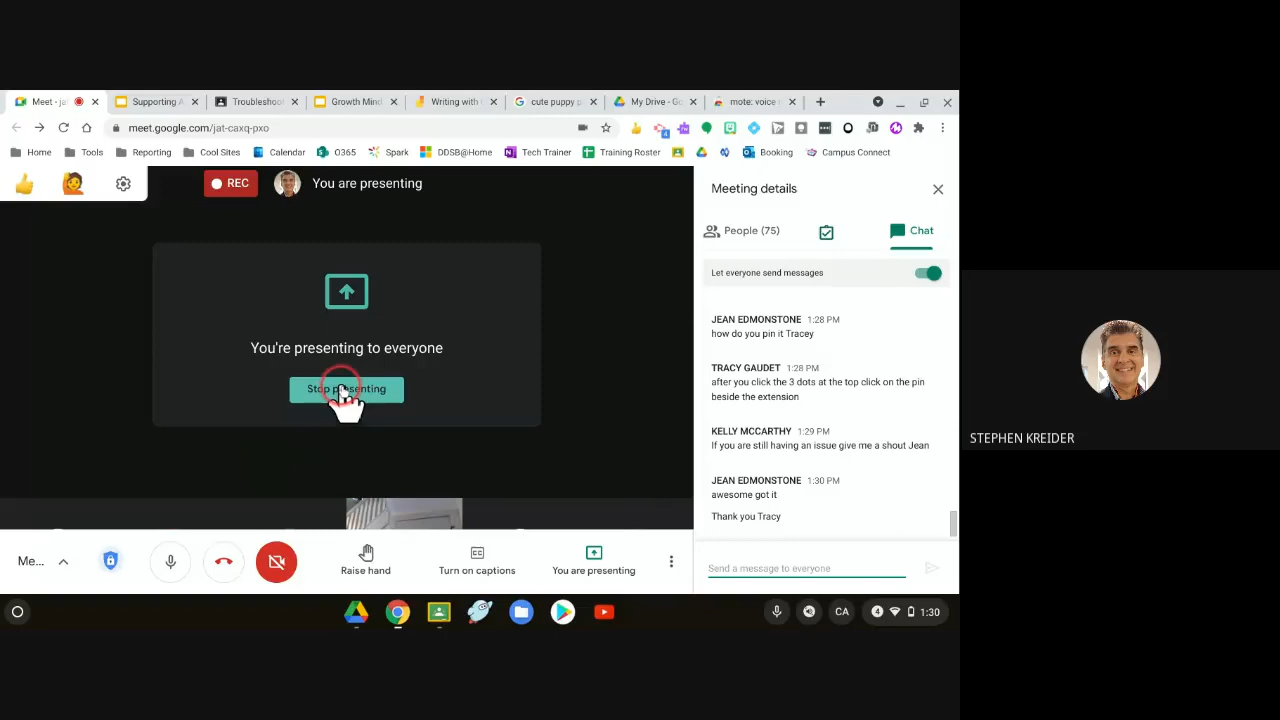 Meet - ja
Supporting A
Troubleshoot
Growth Mind
Writing with
cute puppy p
My Drive - Go
mote: voice
meet.google.com/jat-caxq-pxo
Home
Tools
Reporting
Cool Sites
Calendar
O365
Spark
DDSB@Home
Tech Trainer
Training Roster
Booking
Campus Connect
REC
You are presenting
You're presenting to everyone
Stop presenting
Meeting details
People (75)
Chat
Let everyone send messages
JEAN EDMONSTONE 1:28 PM
how do you pin it Tracey
TRACY GAUDET 1:28 PM
after you click the 3 dots at the top click on the pin
beside the extension
KELLY MCCARTHY 1:29 PM
If you are still having an issue give me a shout Jean
JEAN EDMONSTONE 1:30 PM
awesome got it
Thank you Tracy
Send a message to everyone
Me...
Raise hand
Turn on captions
You are presenting
CA
4
1:30
STEPHEN KREIDER